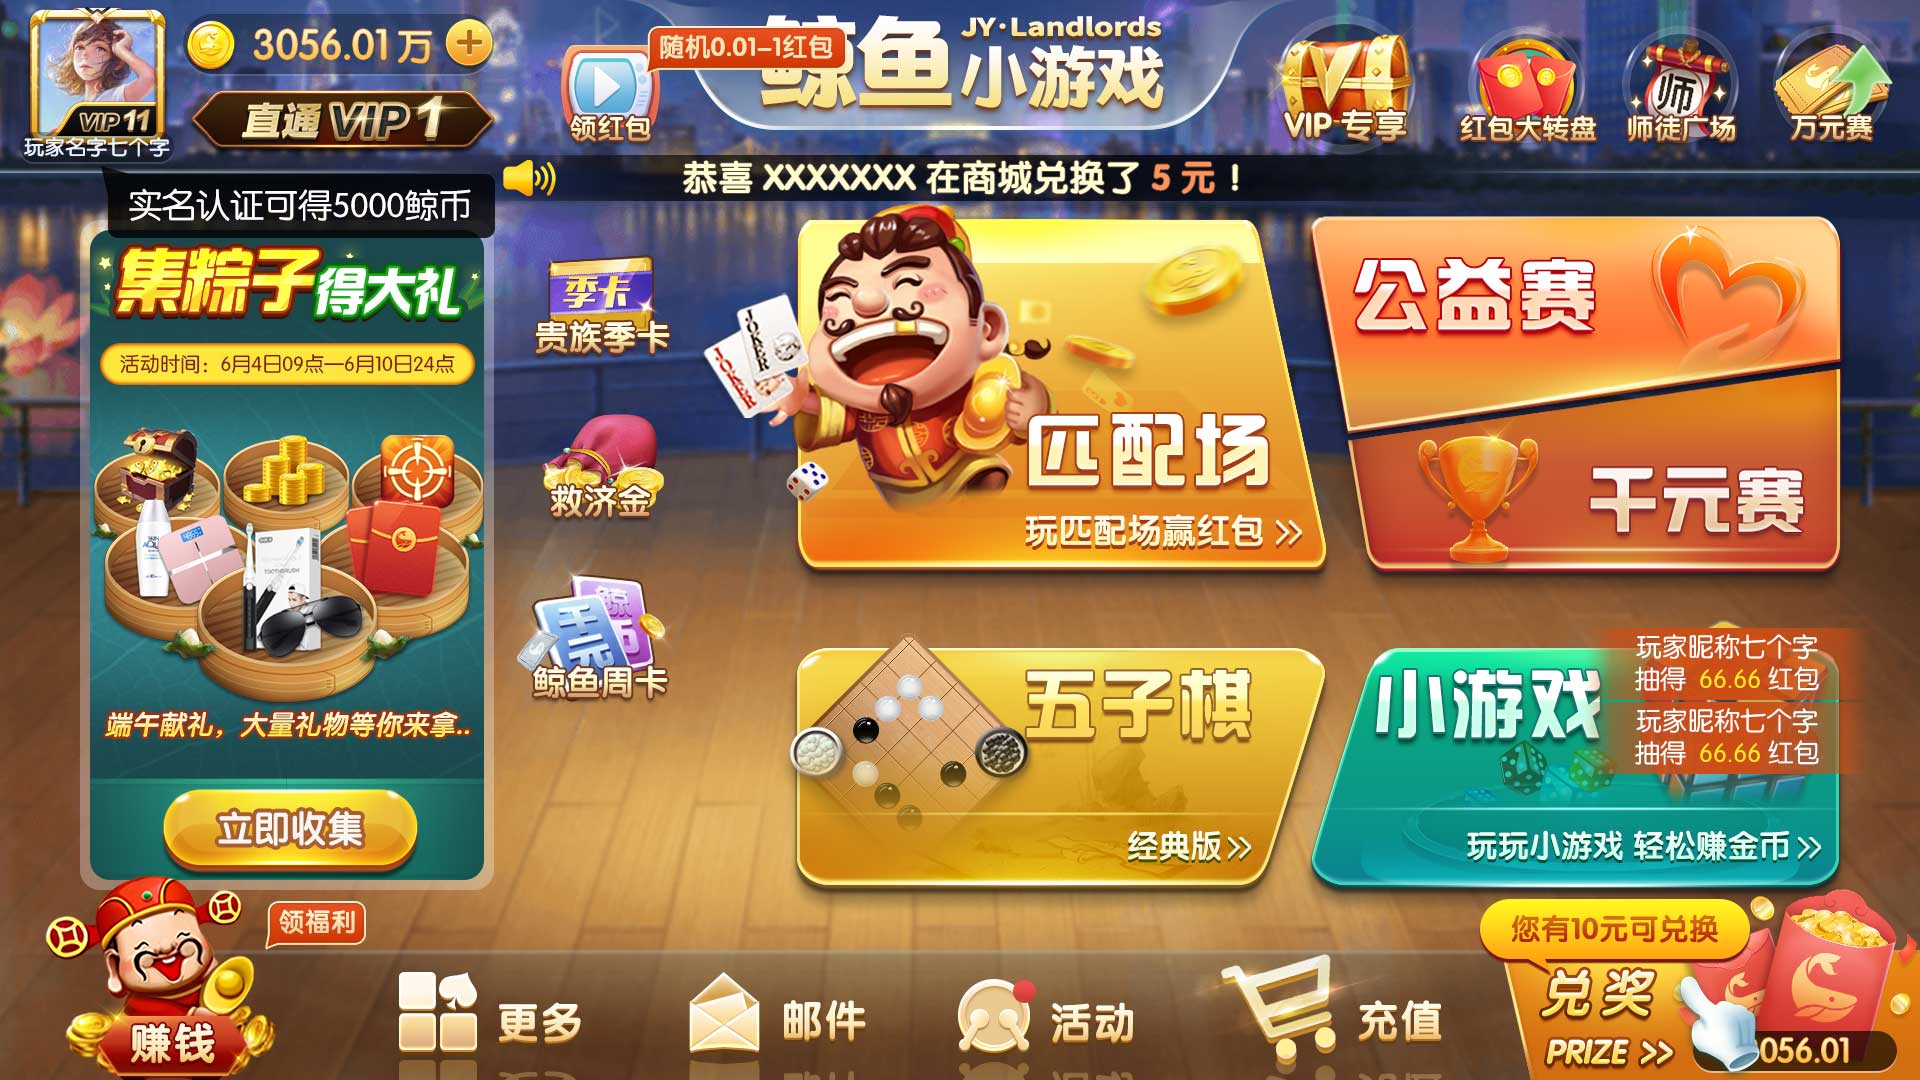 3056.01万
直通VIP1
VIP 11
玩家名字七个字
实名认证可得5000鲸币
领红包
随机0.01-1红包
鲸鱼
JY·Landlords
小游戏
VIP专享
红包大转盘
师
师徒广场
万元赛
恭喜 XXXXXXX 在商城兑换了 5 元 !
集粽子得大礼
活动时间: 6月4日09点—6月10日24点
端午献礼, 大量礼物等你来拿..
立即收集
季卡
贵族季卡
救济金
千元
鲸币
鲸鱼周卡
JOKER
JOKER
匹配场
玩匹配场赢红包 >>
公益赛
千元赛
五子棋
经典版 >>
小游戏
玩家昵称七个字
抽得 66.66 红包
玩家昵称七个字
抽得 66.66 红包
玩玩小游戏 轻松赚金币 >>
领福利
赚钱
更多
邮件
活动
充值
您有10元可兑换
兑奖
PRIZE >>
056.01